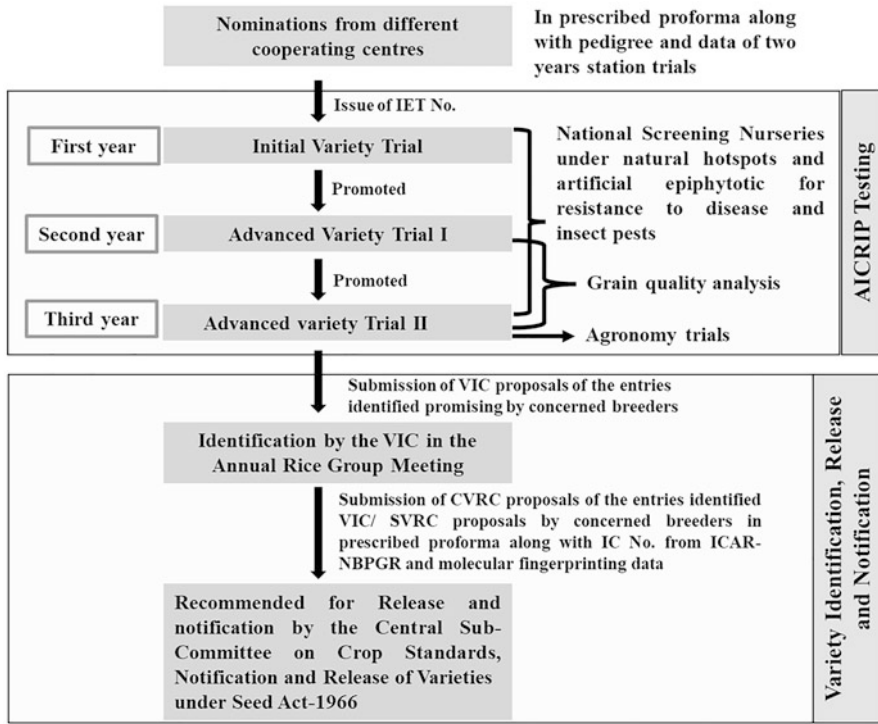 Nominations from different
cooperating centres
In prescribed proforma along
with pedigree and data of two
years station trials
Issue of IET No.
First year
Initial Variety Trial
National Screening Nurseries
under natural hotspots and
artificial epiphytotic for
resistance to disease and
insect pests
Promoted
Second year
Advanced Variety Trial I
Grain quality analysis
Promoted
Third year
Advanced variety Trial II
Agronomy trials
AICRIP Testing
Submission of VIC proposals of the entries
identified promising by concerned breeders
Identification by the VIC in the
Annual Rice Group Meeting
Submission of CVRC proposals of the entries identified
VIC/ SVRC proposals by concerned breeders in
prescribed proforma along with IC No. from ICAR-
NBPGR and molecular fingerprinting data
Recommended for Release and
notification by the Central Sub-
Committee on Crop Standards,
Notification and Release of Varieties
under Seed Act-1966
Variety Identification, Release
and Notification